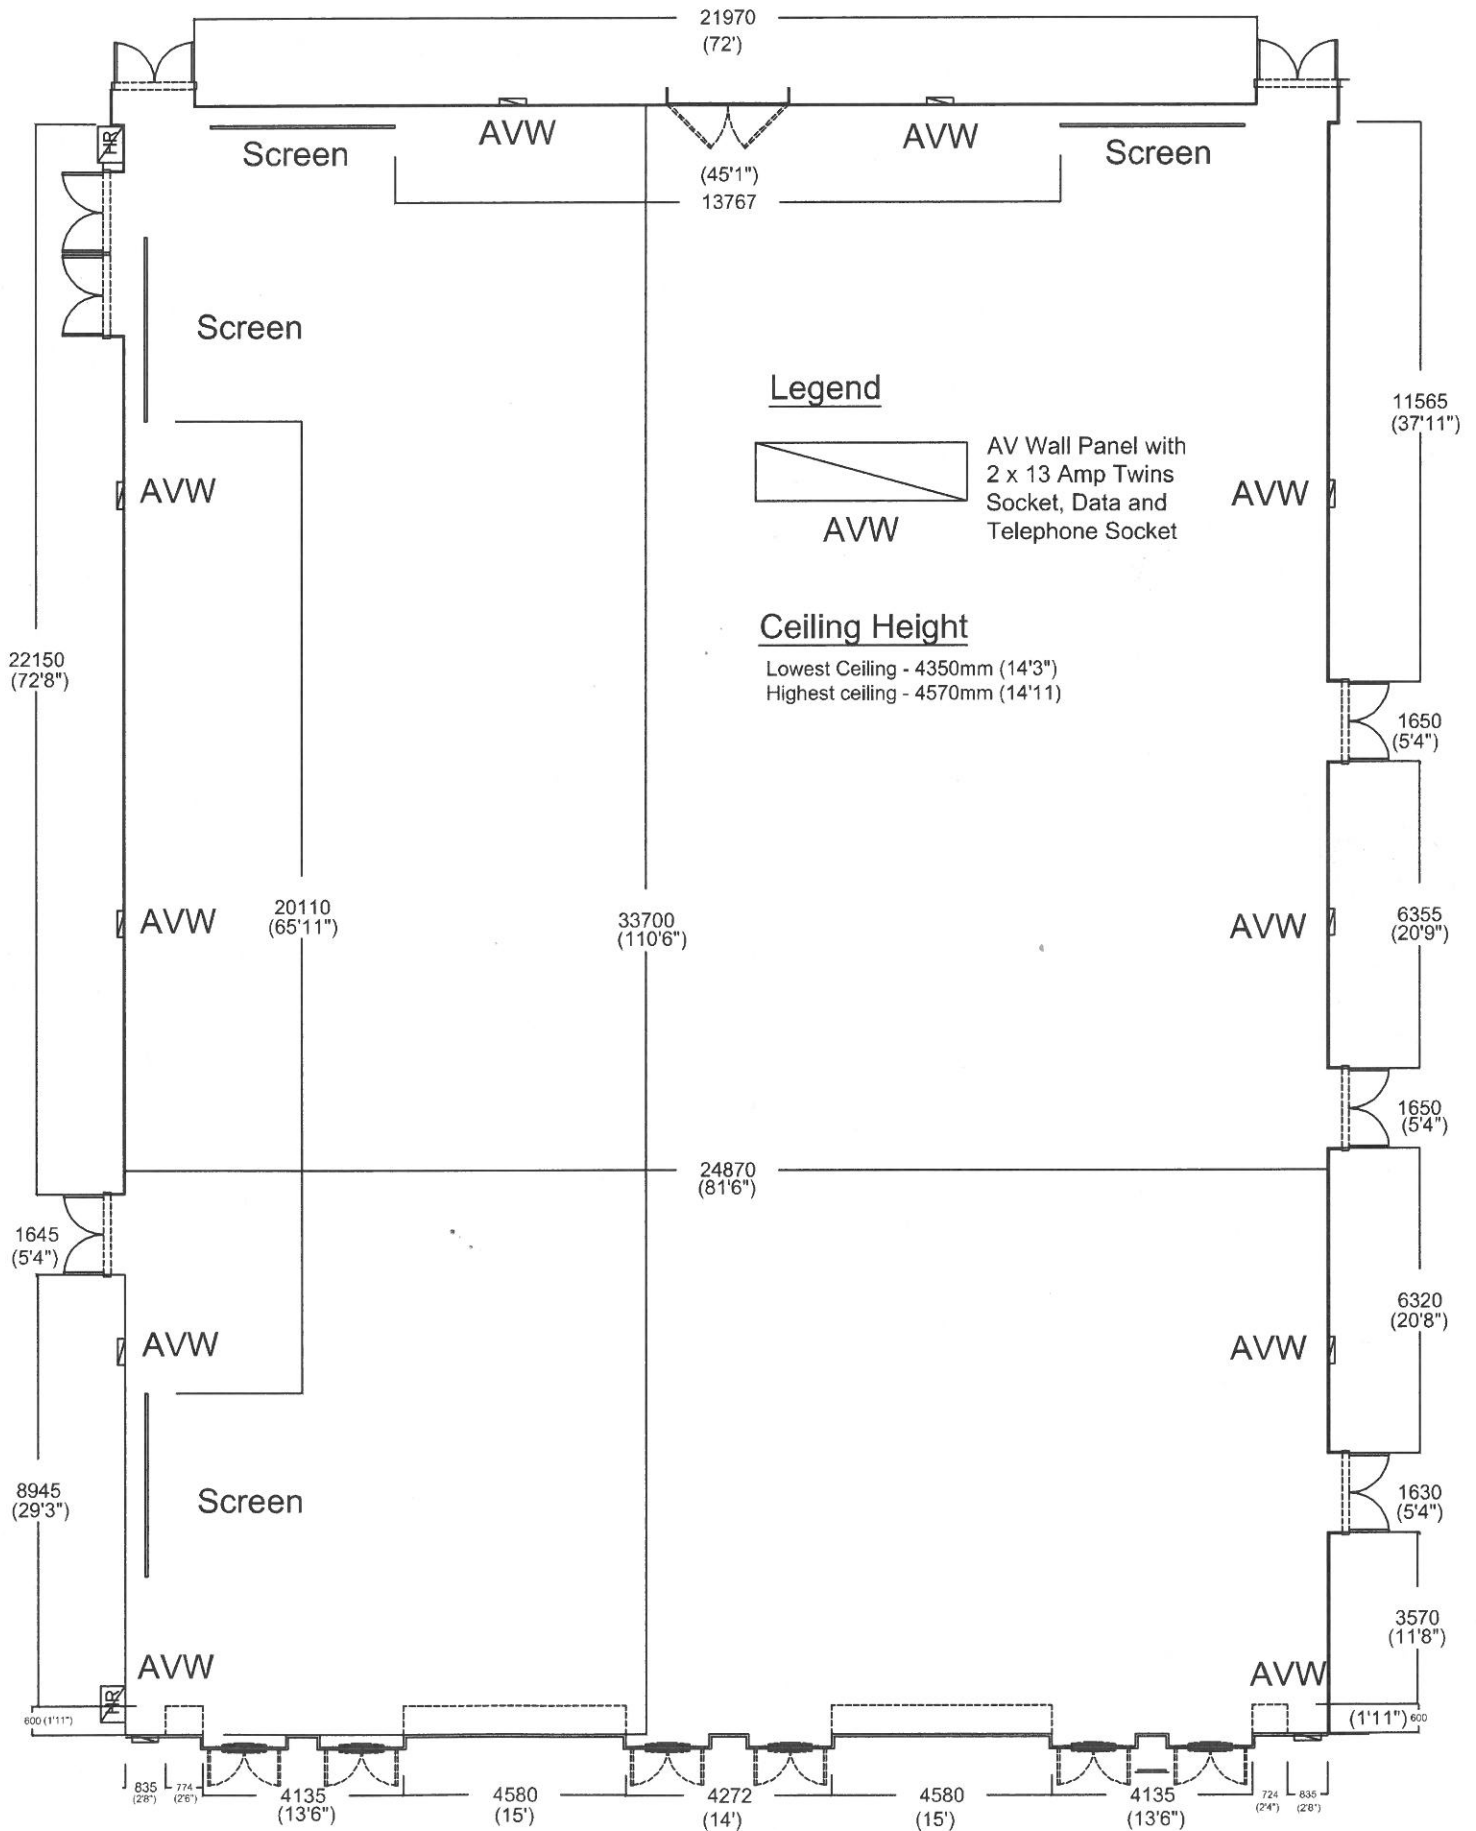 21970
(72')
HR
Screen
AVW
AVW
Screen
(45'1")
13767
Screen
Legend
AV Wall Panel with
2 x 13 Amp Twins
Socket, Data and
Telephone Socket
AVW
11565
(37'11")
AVW
AVW
Ceiling Height
Lowest Ceiling - 4350mm (14'3")
Highest ceiling - 4570mm (14'11)
22150
(72'8")
1650
(5'4")
AVW
20110
(65'11")
33700
(110'6")
AVW
6355
(20'9")
1650
(5'4")
24870
(81'6")
1645
(5'4")
AVW
AVW
6320
(20'8")
8945
(29'3")
Screen
1630
(5'4")
3570
(11'8")
AVW
AVW
HR
600 (1'11")
(1'11") 600
835
(2'8")
774
(2'6")
4135
(13'6")
4580
(15')
4272
(14')
4580
(15')
4135
(13'6")
724
(2'4")
835
(2'8")